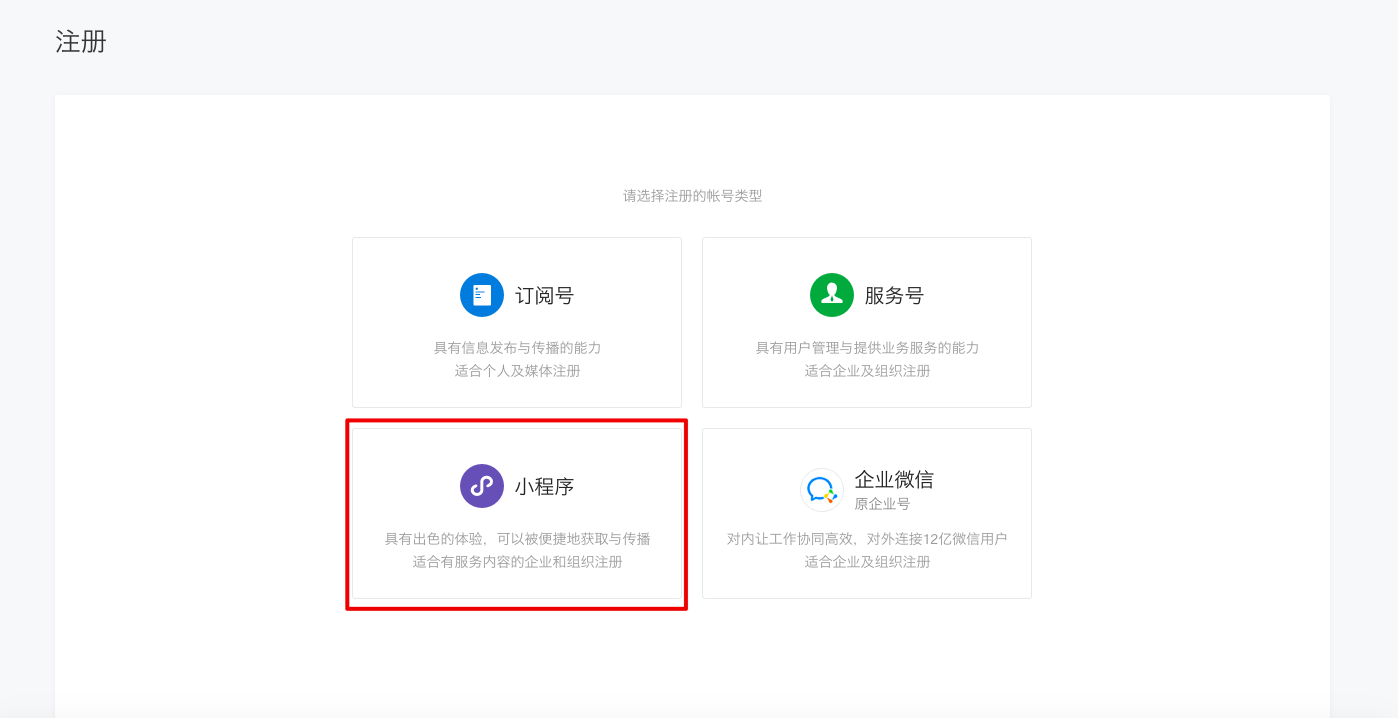 注册
请选择注册的帐号类型
订阅号
具有信息发布与传播的能力
适合个人及媒体注册
服务号
具有用户管理与提供业务服务的能力
适合企业及组织注册
小程序
具有出色的体验，可以被便捷地获取与传播
适合有服务内容的企业和组织注册
企业微信
原企业号
对内让工作协同高效，对外连接12亿微信用户
适合企业及组织注册